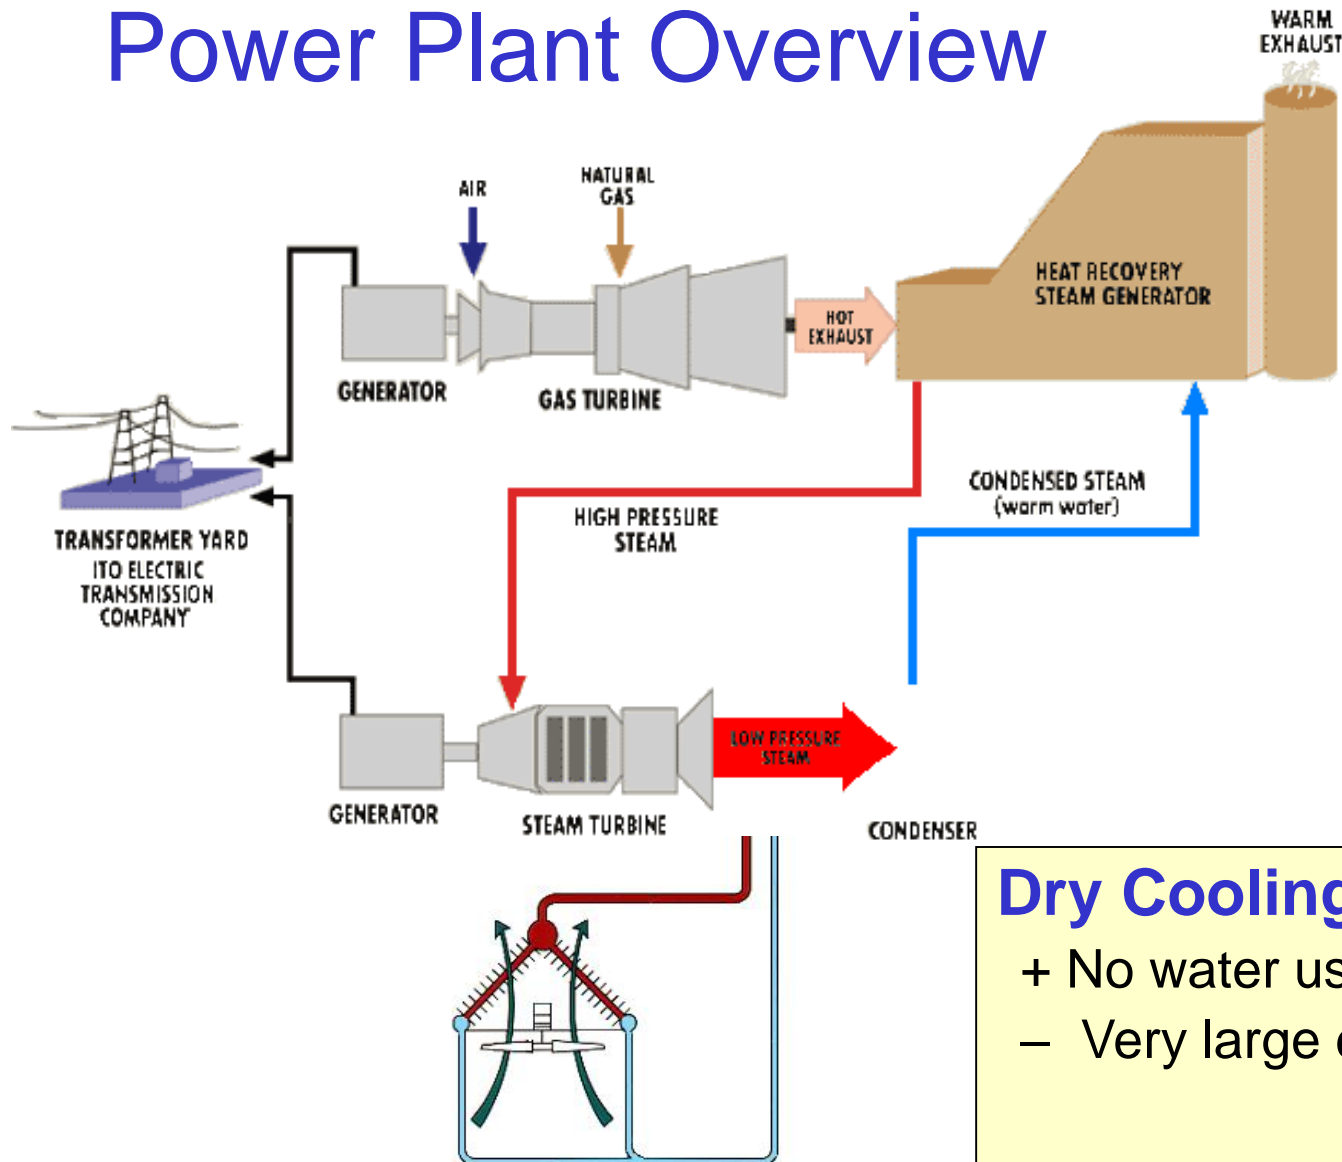 Power Plant Overview
WARM
EXHAUST
AIR
NATURAL
GAS
HEAT RECOVERY
STEAM GENERATOR
HOT
EXHAUST
GENERATOR
GAS TURBINE
CONDENSED STEAM
(warm water)
HIGH PRESSURE
STEAM
TRANSFORMER YARD
ITO ELECTRIC
TRANSMISSION
COMPANY
LOW PRESSURE
STEAM
GENERATOR
STEAM TURBINE
CONDENSER
Dry Cooling
+ No water us
– Very large